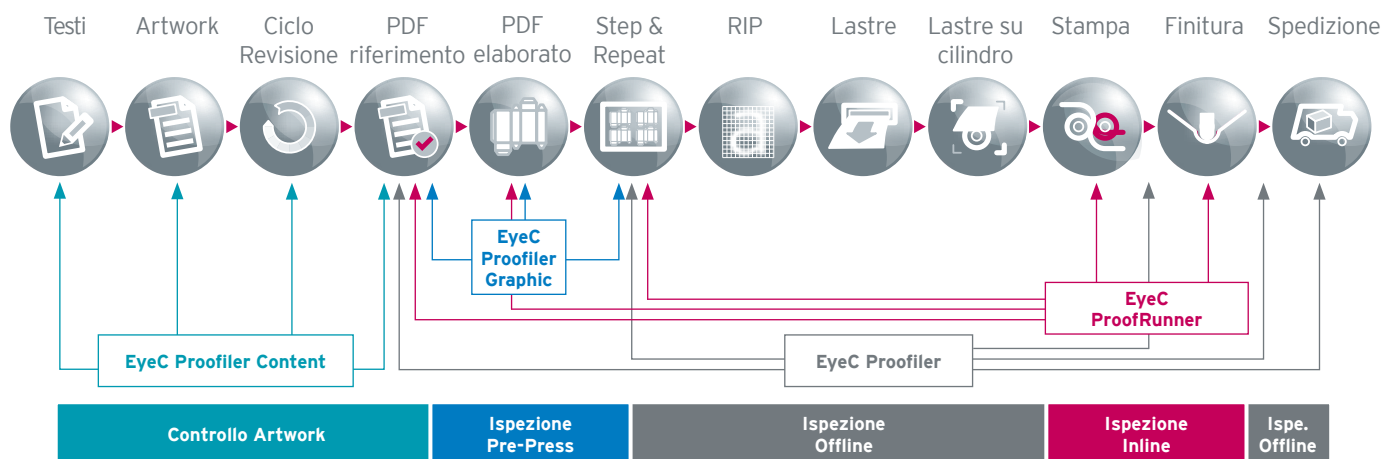 Testi
Artwork
Ciclo
Revisione
PDF
riferimento
PDF
elaborato
Step &
Repeat
RIP
Lastre
Lastre su
cilindro
Stampa
Finitura
Spedizione
a
EyeC
Proofiler
Graphic
EyeC
ProofRunner
EyeC Proofiler Content
EyeC Proofiler
Controllo Artwork
Ispezione
Pre-Press
Ispezione
Offline
Ispezione
Inline
Ispe.
Offline